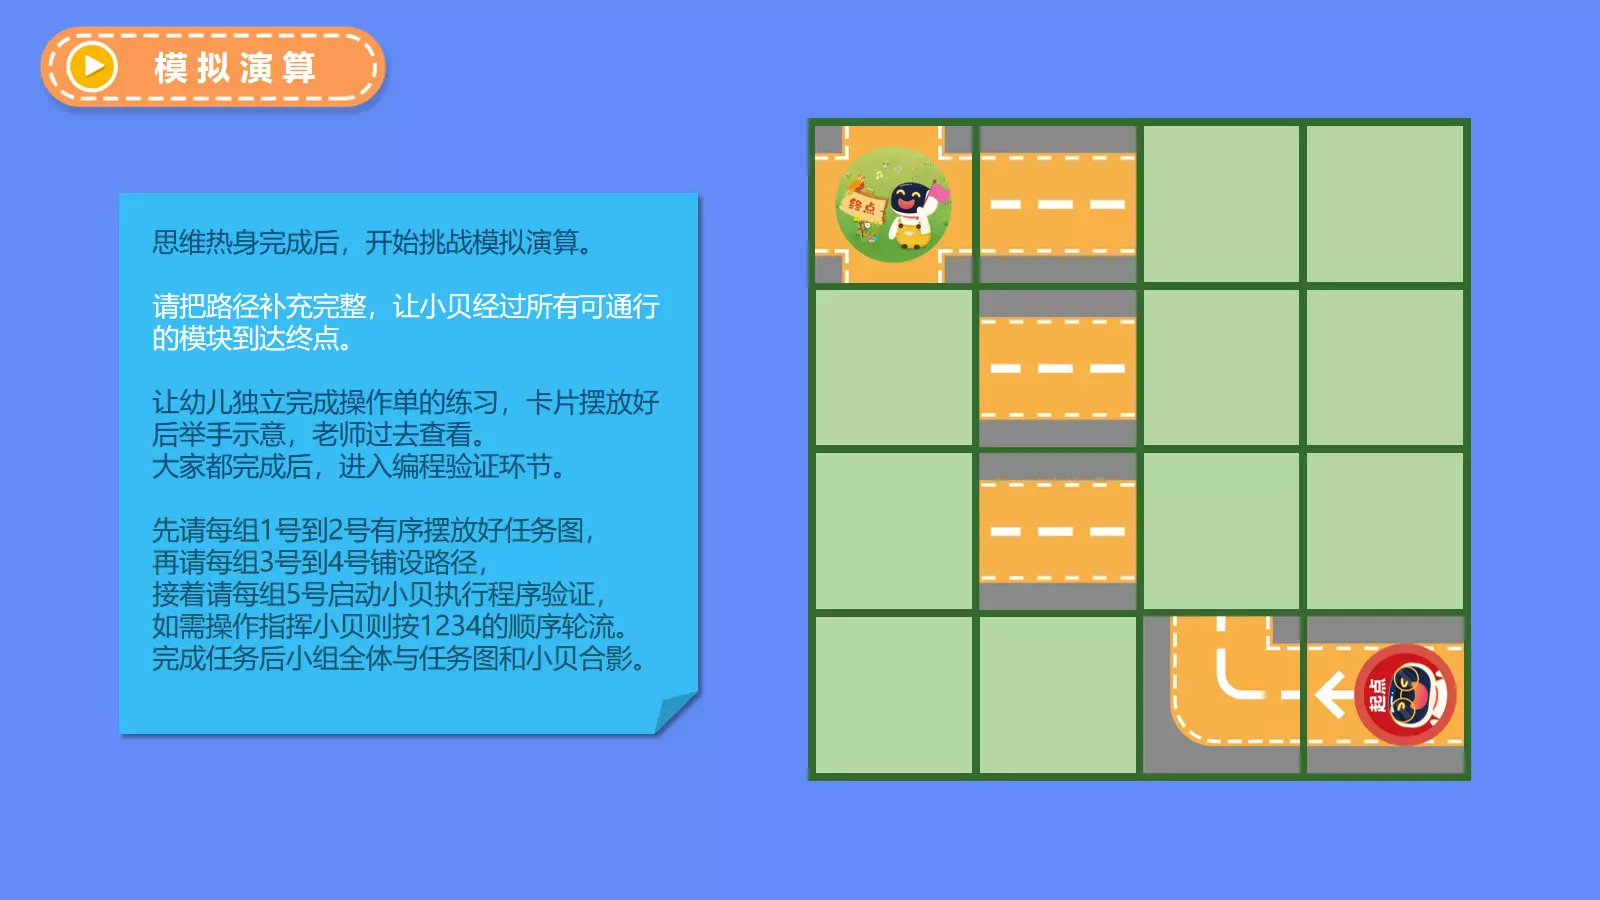 模拟演算
思维热身完成后，开始挑战模拟演算。
请把路径补充完整，让小贝经过所有可通行
的模块到达终点。
让幼儿独立完成操作单的练习，卡片摆放好
后举手示意，老师过去查看。
大家都完成后，进入编程验证环节。
先请每组1号到2号有序摆放好任务图，
再请每组3号到4号铺设路径，
接着请每组5号启动小贝执行程序验证，
如需操作指挥小贝则按1234的顺序轮流。
完成任务后小组全体与任务图和小贝合影。
终点
起点